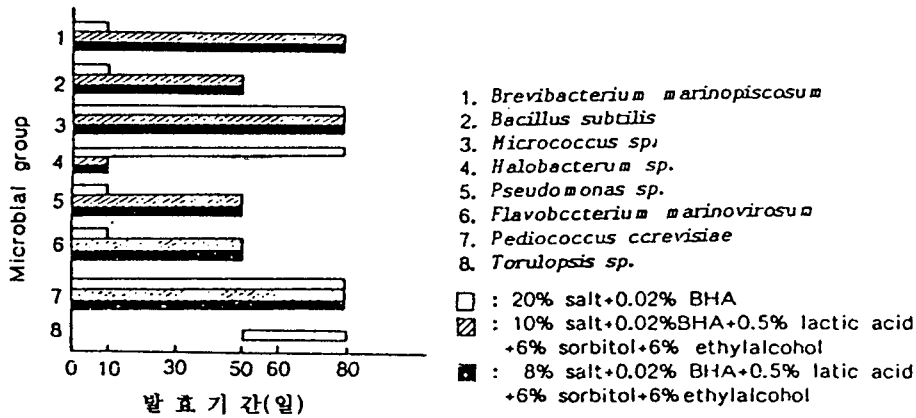 Microbial group
1
2
3
4
5
6
7
8
0 10 30 50 60 80
발 효 기 간(일)
1. Brevibacterium marinopiscosum
2. Bacillus subtilis
3. Micrococcus sp.
4. Halobacterum sp.
5. Pseudomonas sp.
6. Flavobccterium marinovirosum
7. Pediococcus ccrevisiae
8. Torulopsis sp.
: 20% salt+0.02% BHA
: 10% salt+0.02%BHA+0.5% lactic acid
+6% sorbitol+6% ethylalcohol
: 8% salt+0.02% BHA+0.5% latic acid
+6% sorbitol+6%ethylalcohol